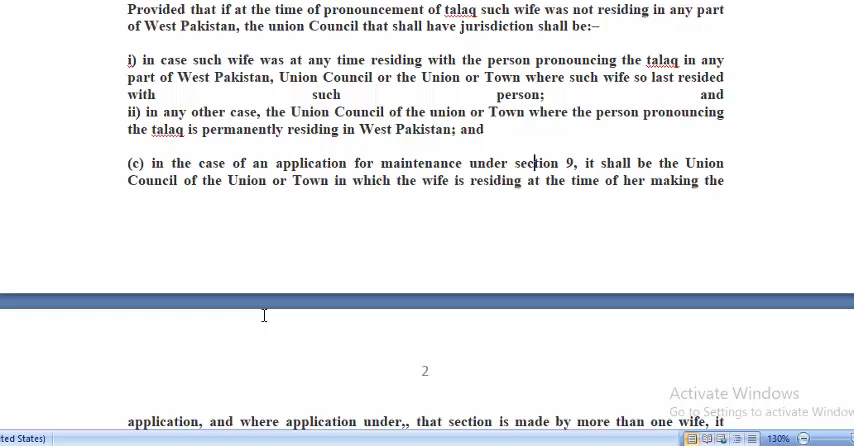 Provided that if at the time of pronouncement of talaq such wife was not residing in any part
of West Pakistan, the union Council that shall have jurisdiction shall be:–
i) in case such wife was at any time residing with the person pronouncing the talaq in any
part of West Pakistan, Union Council or the Union or Town where such wife so last resided
with such person; and
ii) in any other case, the Union Council of the union or Town where the person pronouncing
the talaq is permanently residing in West Pakistan; and
(c) in the case of an application for maintenance under section 9, it shall be the Union
Council of the Union or Town in which the wife is residing at the time of her making the
2
Activate Windows
Go to Settings to activate Window
application, and where application under,, that section is made by more than one wife, it
ted States)
130%